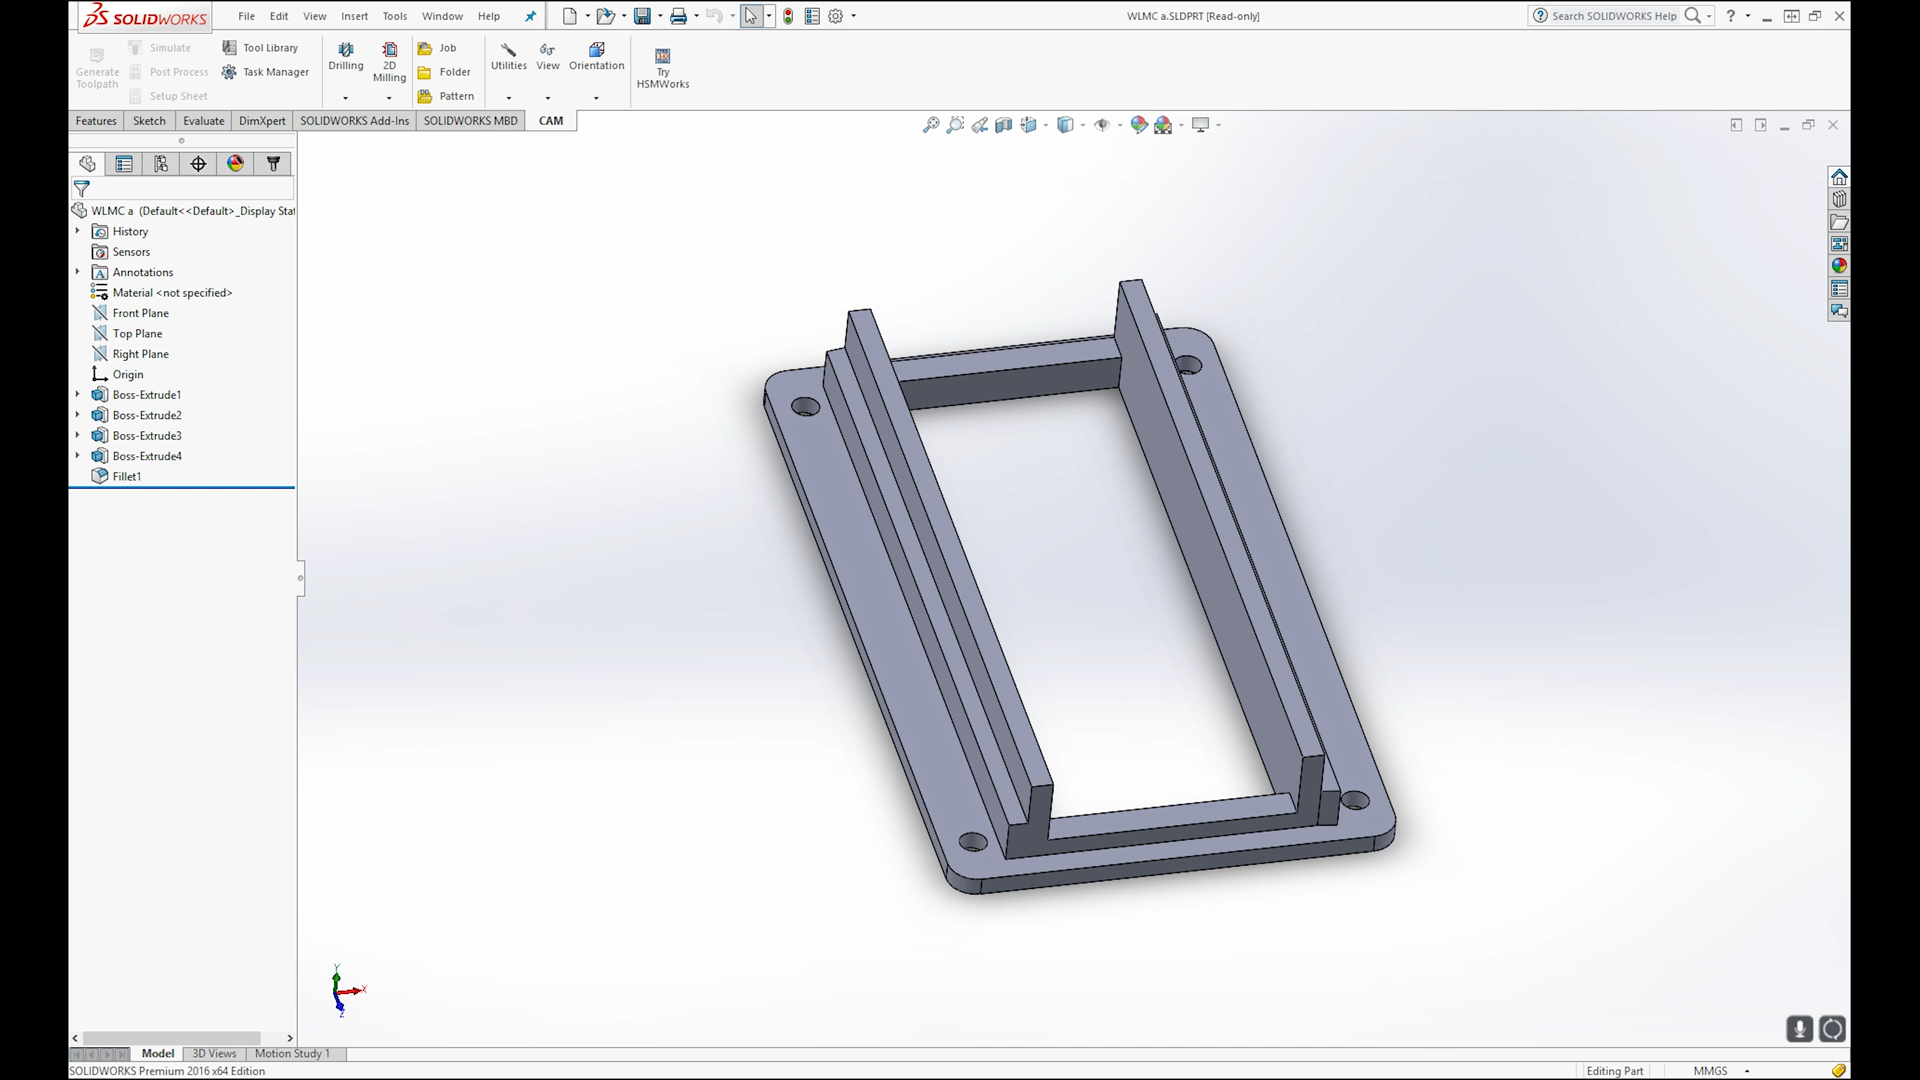 SOLIDWORKS File Edit View Insert Tools Window Help WLMC a.SLDPRT [Read-only] Search SOLIDWORKS Help ?
Generate Toolpath
Simulate
Post Process
Setup Sheet
Tool Library
Task Manager
Drilling
2D Milling
Job
Folder
Pattern
Utilities
View
Orientation
Try HSMWorks
Features Sketch Evaluate DimXpert SOLIDWORKS Add-Ins SOLIDWORKS MBD CAM
WLMC a (Default<<Default>_Display Stat
History
Sensors
Annotations
Material <not specified>
Front Plane
Top Plane
Right Plane
Origin
Boss-Extrude1
Boss-Extrude2
Boss-Extrude3
Boss-Extrude4
Fillet1
Y
X
Z
Model 3D Views Motion Study 1
SOLIDWORKS Premium 2016 x64 Edition Editing Part MMGS